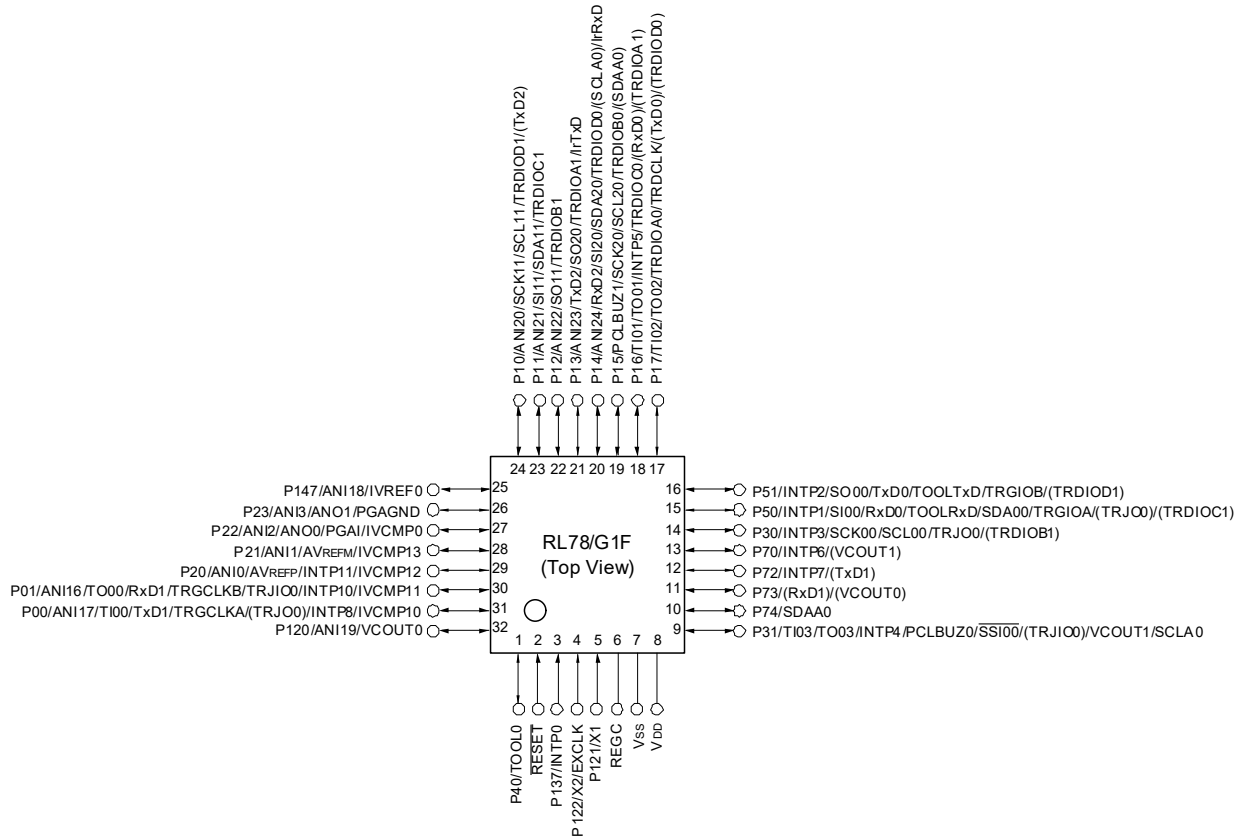 P10/ANI20/SCK11/SCL11/TRDIOD1/(TxD2)
P11/ANI21/SI11/SDA11/TRDIOC1
P12/ANI22/SO11/TRDIOB1
P13/ANI23/TxD2/SO20/TRDIOA1/IrTxD
P14/ANI24/RxD2/SI20/SDA20/TRDIOD0/(SCLA0)/IrRxD
P15/PCLBUZ1/SCK20/SCL20/TRDIOB0/(SDAA0)
P16/TI01/TO01/INTP5/TRDIOC0/(RxD0)/(TRDIOA1)
P17/TI02/TO02/TRDIOA0/TRDCLK/(TxD0)/(TRDIOD0)
24 23 22 21 20 19 18 17
P147/ANI18/IVREF0 25
P23/ANI3/ANO1/PGAGND 26
P22/ANI2/ANO0/PGAI/IVCMP0 27
P21/ANI1/AVREFM/IVCMP13 28
P20/ANI0/AVREFP/INTP11/IVCMP12 29
P01/ANI16/TO00/RxD1/TRGCLKB/TRJIO0/INTP10/IVCMP11 30
P00/ANI17/TI00/TxD1/TRGCLKA/(TRJO0)/INTP8/IVCMP10 31
P120/ANI19/VCOUT0 32
RL78/G1F
(Top View)
16 P51/INTP2/SO00/TxD0/TOOLTxD/TRGIOB/(TRDIOD1)
15 P50/INTP1/SI00/RxD0/TOOLRxD/SDA00/TRGIOA/(TRJO0)/(TRDIOC1)
14 P30/INTP3/SCK00/SCL00/TRJO0/(TRDIOB1)
13 P70/INTP6/(VCOUT1)
12 P72/INTP7/(TxD1)
11 P73/(RxD1)/(VCOUT0)
10 P74/SDAA0
9 P31/TI03/TO03/INTP4/PCLBUZ0/SSI00/(TRJIO0)/VCOUT1/SCLA0
1 2 3 4 5 6 7 8
P40/TOOL0
RESET
P137/INTP0
P122/X2/EXCLK
P121/X1
REGC
VSS
VDD